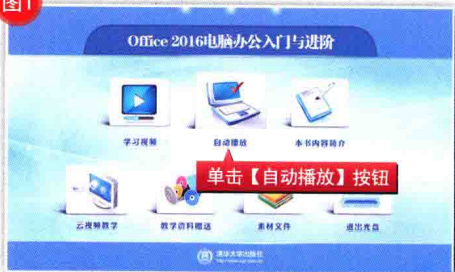 图1
Office 2016电脑办公入门与进阶
学习视频 自动播放 本书内容简介
单击【自动播放】按钮
云视频教学 教学资料赠送 素材文件 退出光盘
清华大学出版社